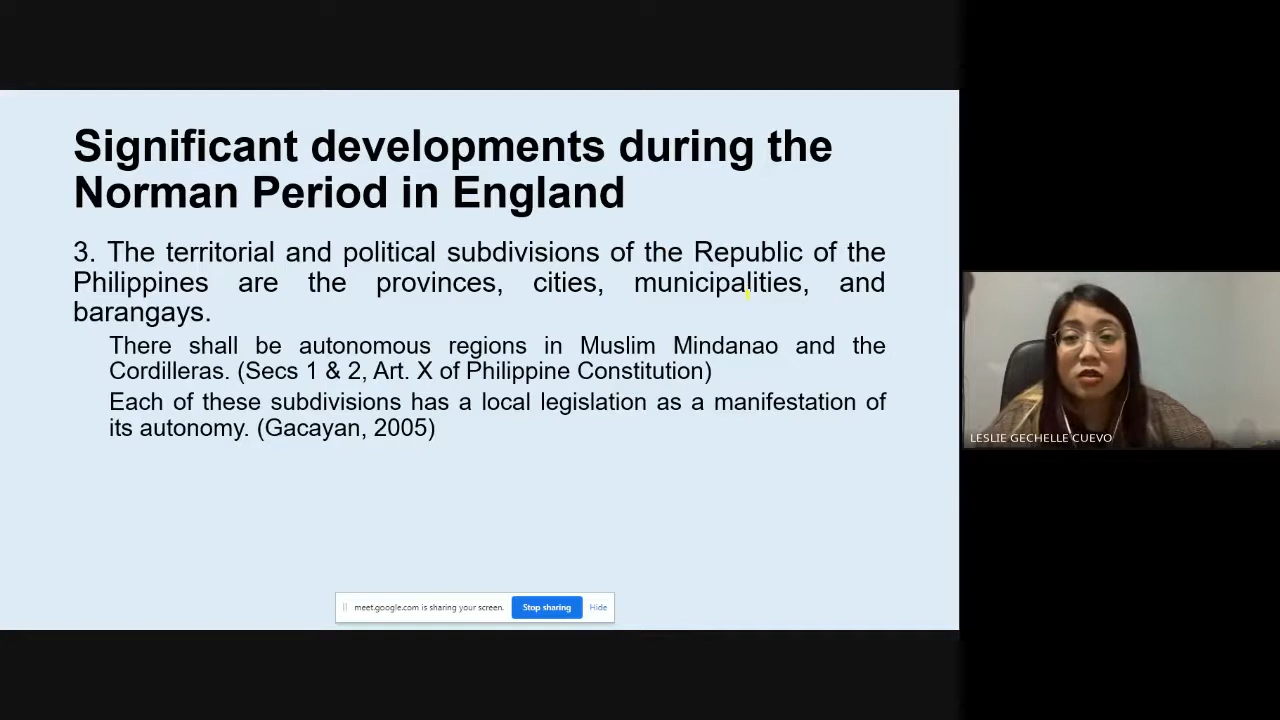 Significant developments during the
Norman Period in England
3. The territorial and political subdivisions of the Republic of the
Philippines are the provinces, cities, municipalities, and
barangays.
There shall be autonomous regions in Muslim Mindanao and the
Cordilleras. (Secs 1 & 2, Art. X of Philippine Constitution)
Each of these subdivisions has a local legislation as a manifestation of
its autonomy. (Gacayan, 2005)
meet.google.com is sharing your screen. Stop sharing Hide
LESLIE GECHELLE CUEVO